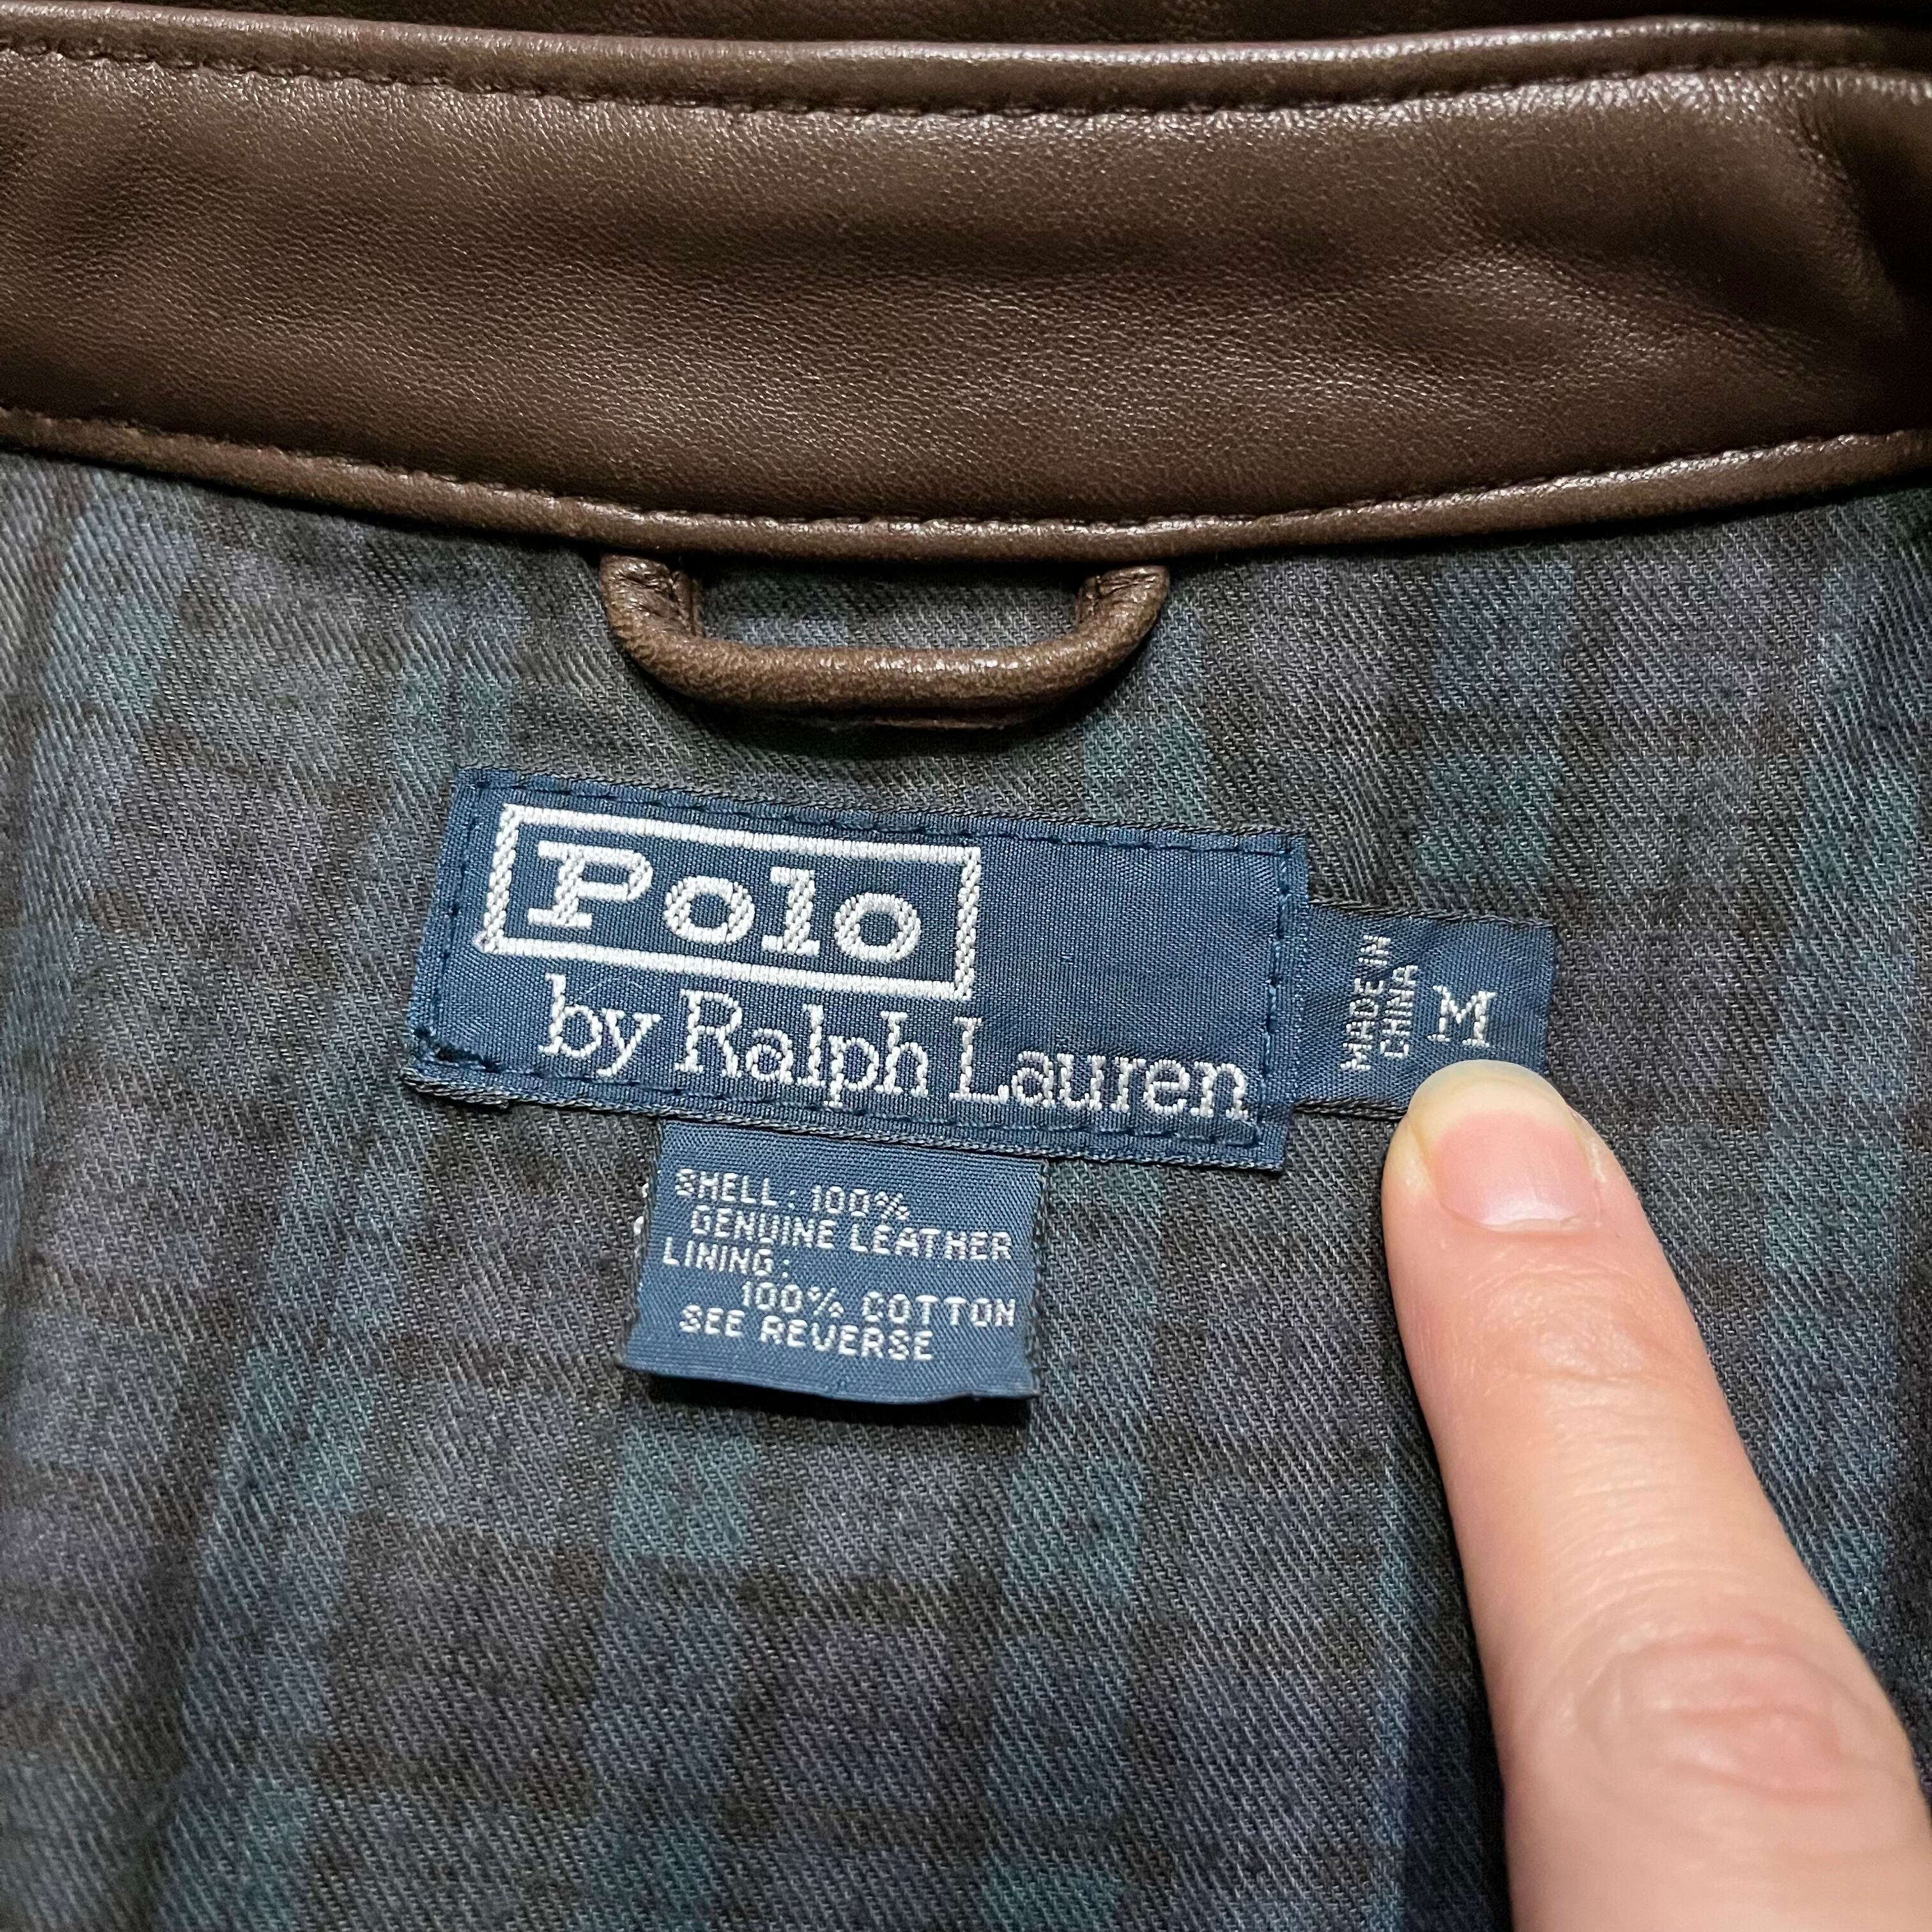 Polo
by Ralph Lauren
MADE IN
CHINA
M
SHELL: 100%
GENUINE LEATHER
LINING:
100% COTTON
SEE REVERSE